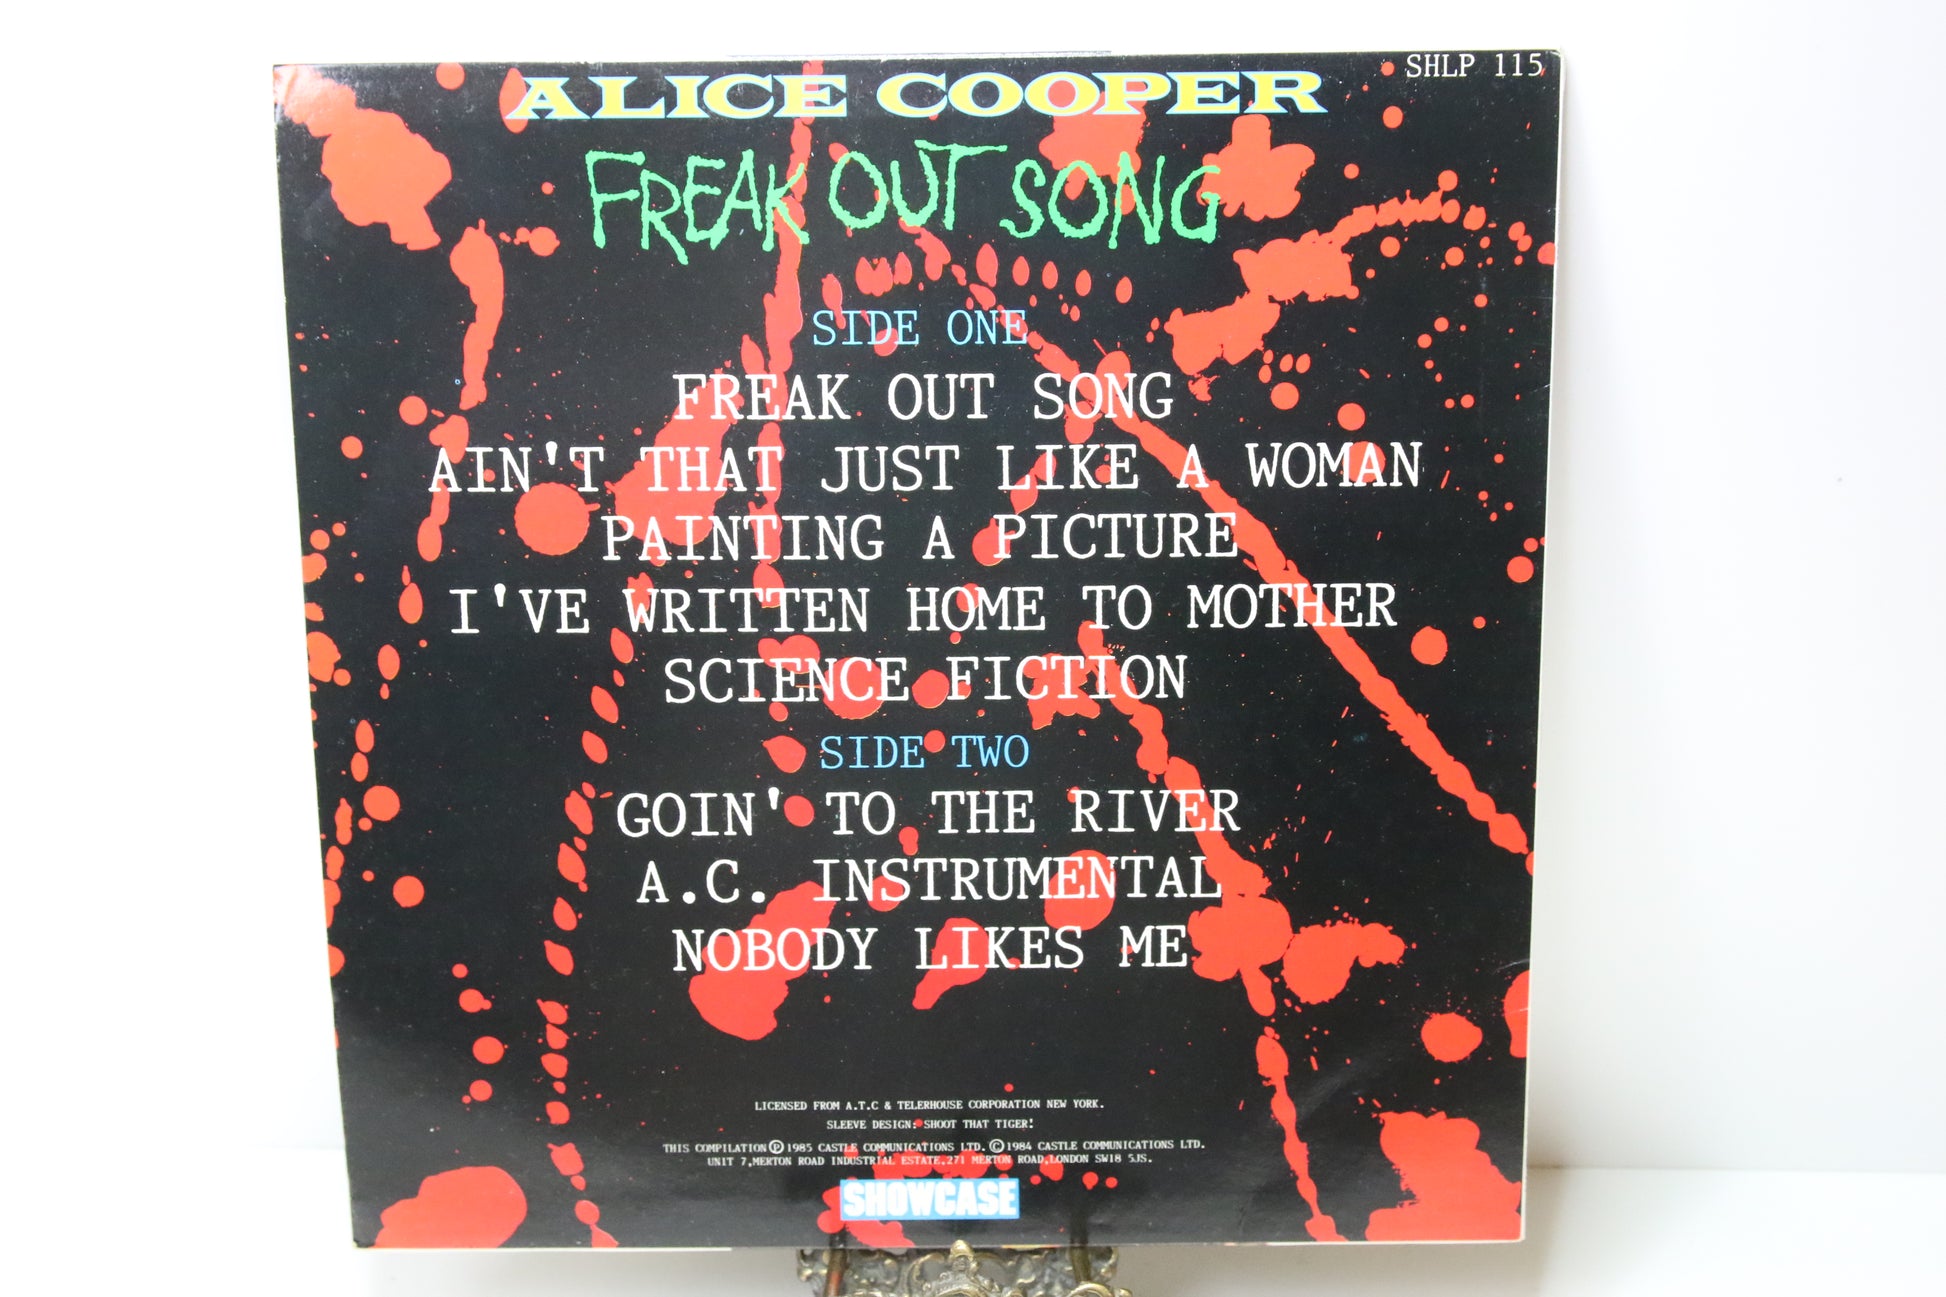 SHLP 115
ALICE COOPER
FREAK OUT SONG
SIDE ONE
FREAK OUT SONG
AIN'T THAT JUST LIKE A WOMAN
PAINTING A PICTURE
I'VE WRITTEN HOME TO MOTHER
SCIENCE FICTION
SIDE TWO
GOIN' TO THE RIVER
A.C. INSTRUMENTAL
NOBODY LIKES ME
LICENSED FROM A.T.C & TELERHOUSE CORPORATION NEW YORK.
SLEEVE DESIGN: SHOOT THAT TIGER!
THIS COMPILATION ℗ 1985 CASTLE COMMUNICATIONS LTD. © 1984 CASTLE COMMUNICATIONS LTD.
UNIT 7, MERTON ROAD INDUSTRIAL ESTATE, 271 MERTON ROAD, LONDON SW18 5JS.
SHOWCASE